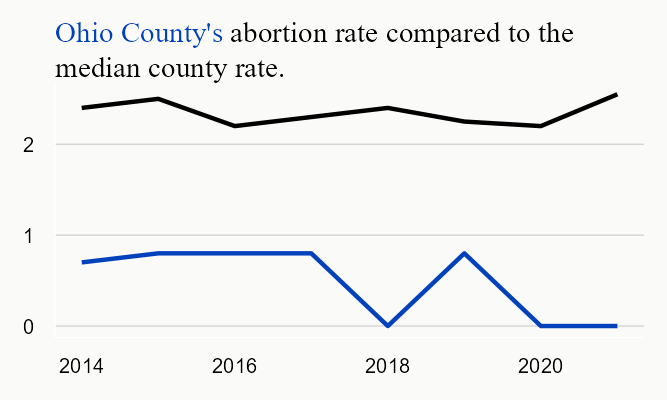 Ohio County's abortion rate compared to the
median county rate.
2
1
0
2014 2016 2018 2020